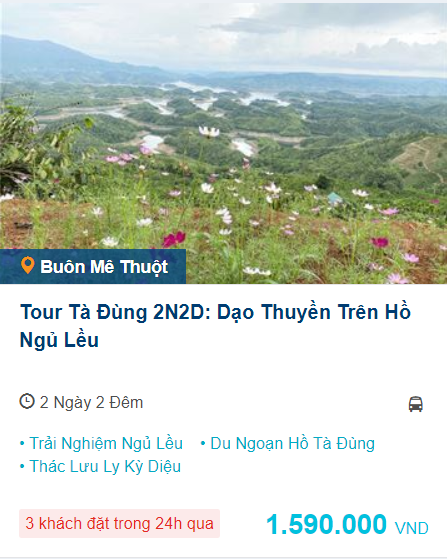 Buôn Mê Thuột
Tour Tà Đùng 2N2D: Dạo Thuyền Trên Hồ
Ngủ Lều
2 Ngày 2 Đêm
• Trải Nghiệm Ngủ Lều • Du Ngoạn Hồ Tà Đùng
• Thác Lưu Ly Kỳ Diệu
3 khách đặt trong 24h qua 1.590.000 VND